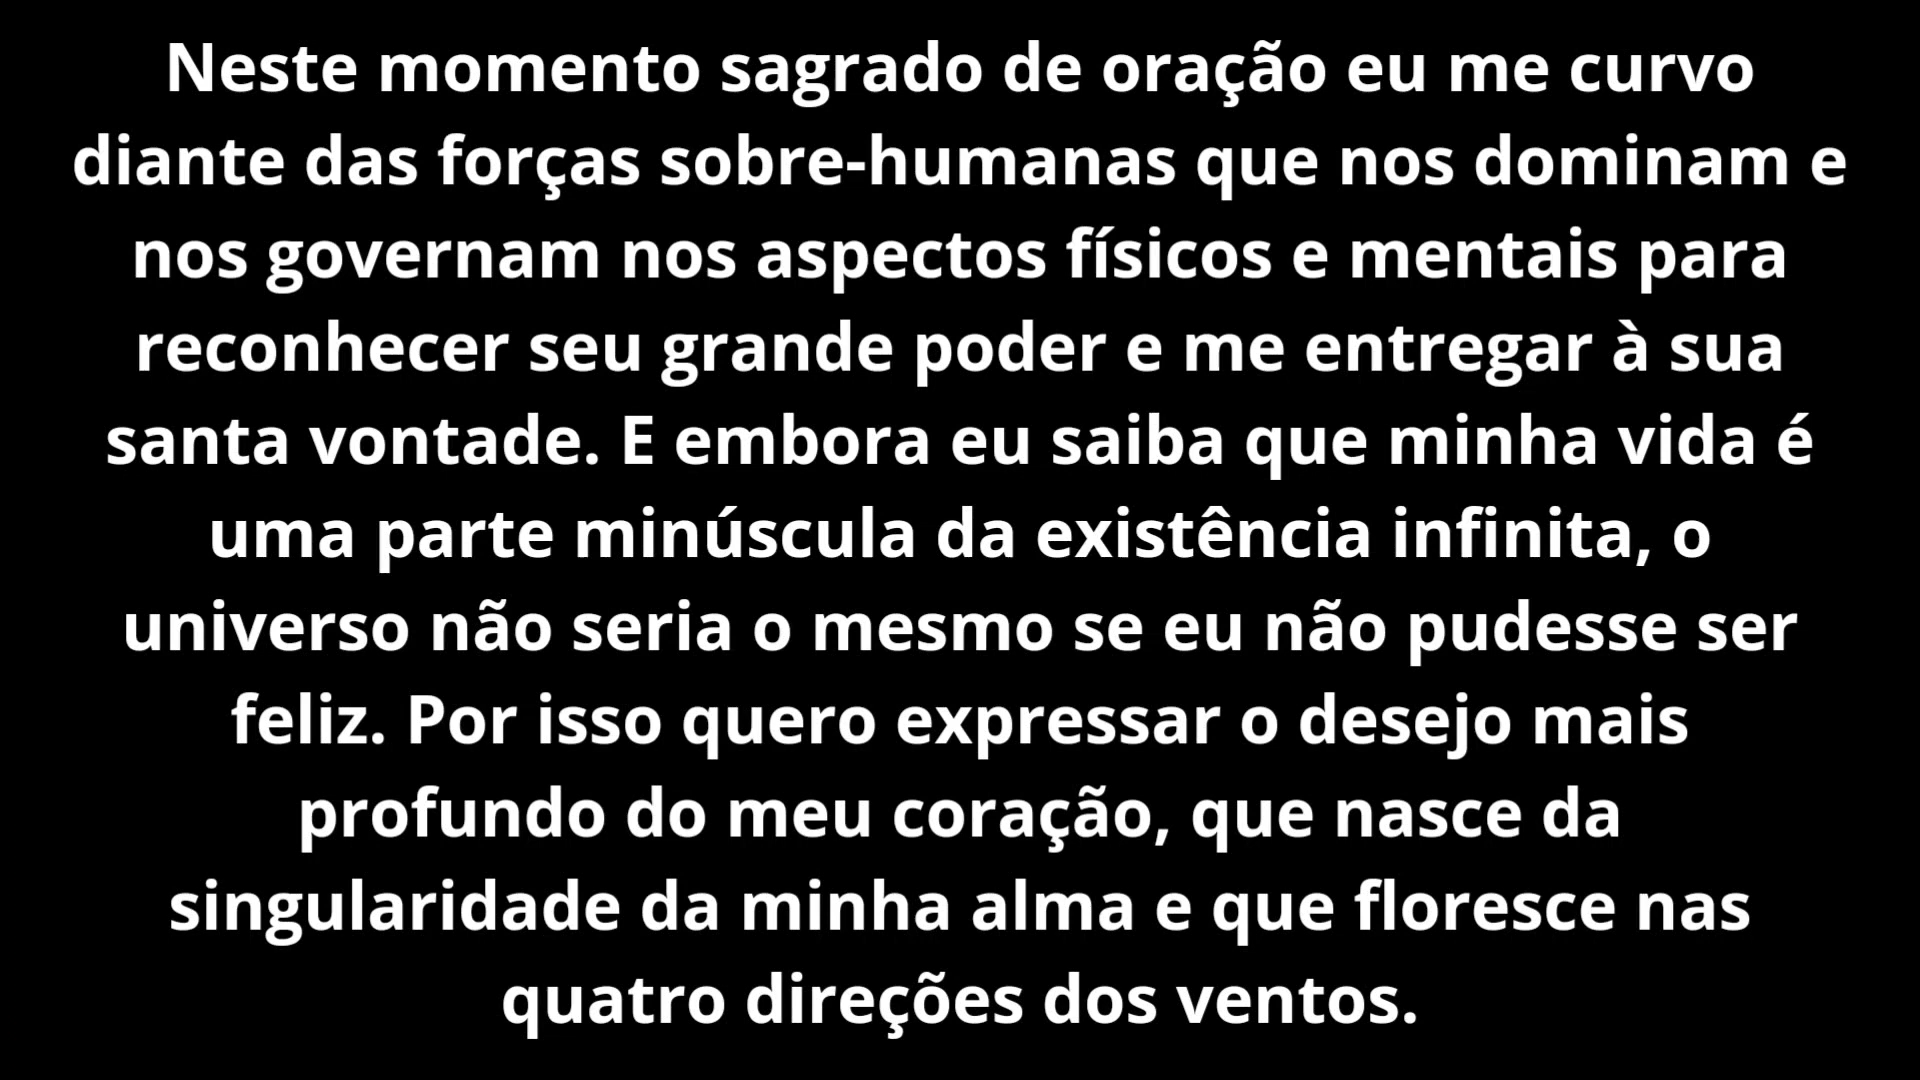 Neste momento sagrado de oração eu me curvo
diante das forças sobre-humanas que nos dominam e
nos governam nos aspectos físicos e mentais para
reconhecer seu grande poder e me entregar à sua
santa vontade. E embora eu saiba que minha vida é
uma parte minúscula da existência infinita, o
universo não seria o mesmo se eu não pudesse ser
feliz. Por isso quero expressar o desejo mais
profundo do meu coração, que nasce da
singularidade da minha alma e que floresce nas
quatro direções dos ventos.